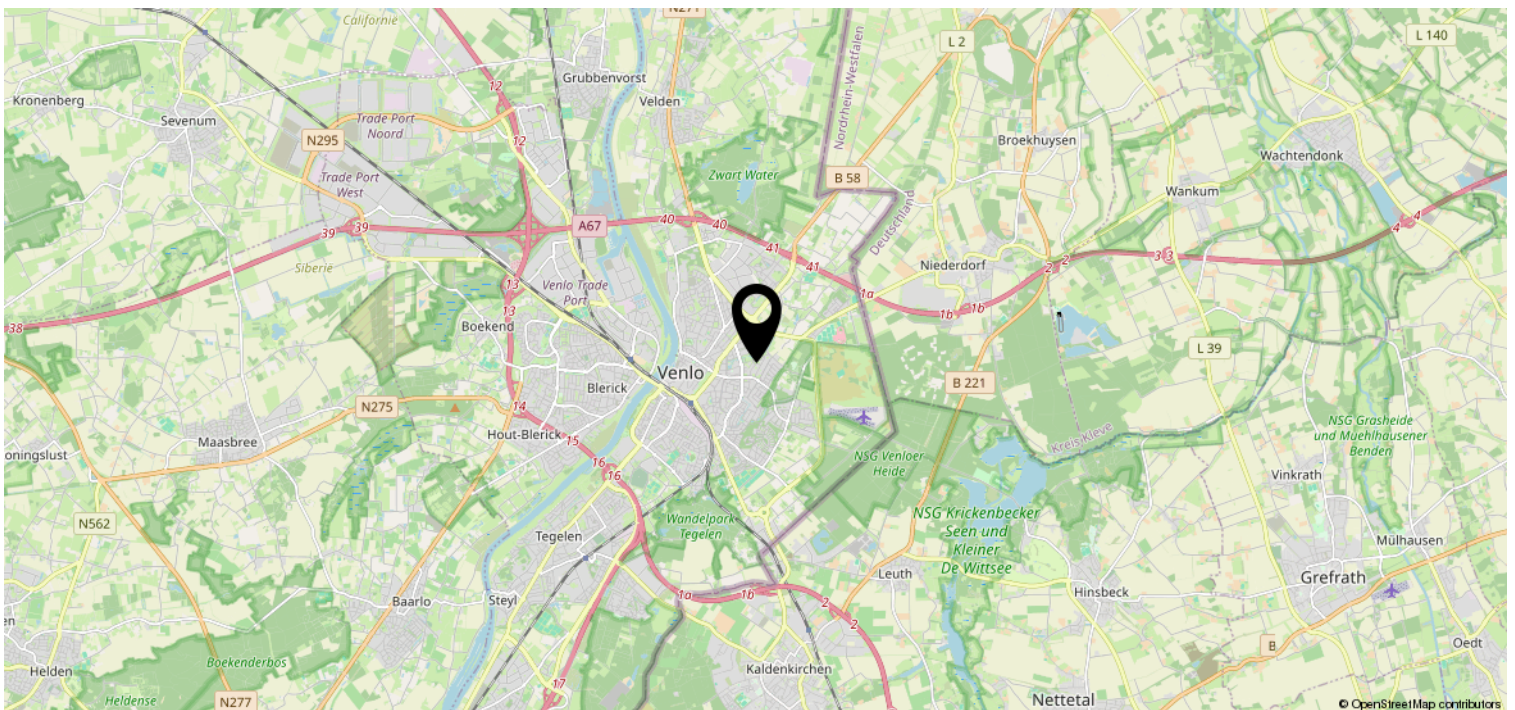 Californie
N271
L 2
L 140
Grubbenvorst
Kronenberg
12
Velden
Nordrhein-Westfalen
Sevenum
Trade Port
Noord
N295
12
Broekhuysen
Wachtendonk
Trade Port
West
Zwart Water
B 58
Wankum
39
39
A67
40
40
4
4
Deutschland
41
41
Niederdorf
2
2
3
3
Siberie
13
Venlo Trade
Port
1a
13
1b
1b
38
Boekend
L 39
Venlo
Blerick
B 221
N275
14
Maasbree
Hout-Blerick
15
NSG Grasheide
und Muehlhausener
Benden
Kreis Kleve
oningslust
16
16
NSG Venloer
Heide
Vinkrath
N562
Wandelpark
Tegelen
NSG Krickenbecker
Seen und
Kleiner
De Wittsee
Tegelen
Mülhausen
Leuth
Grefrath
Baarlo
Steyl
1a
1b
2
Hinsbeck
en
2
B
Oedt
Helden
Boekenderbos
Kaldenkirchen
17
Heldense
N277
Nettetal
© OpenStreetMap contributors